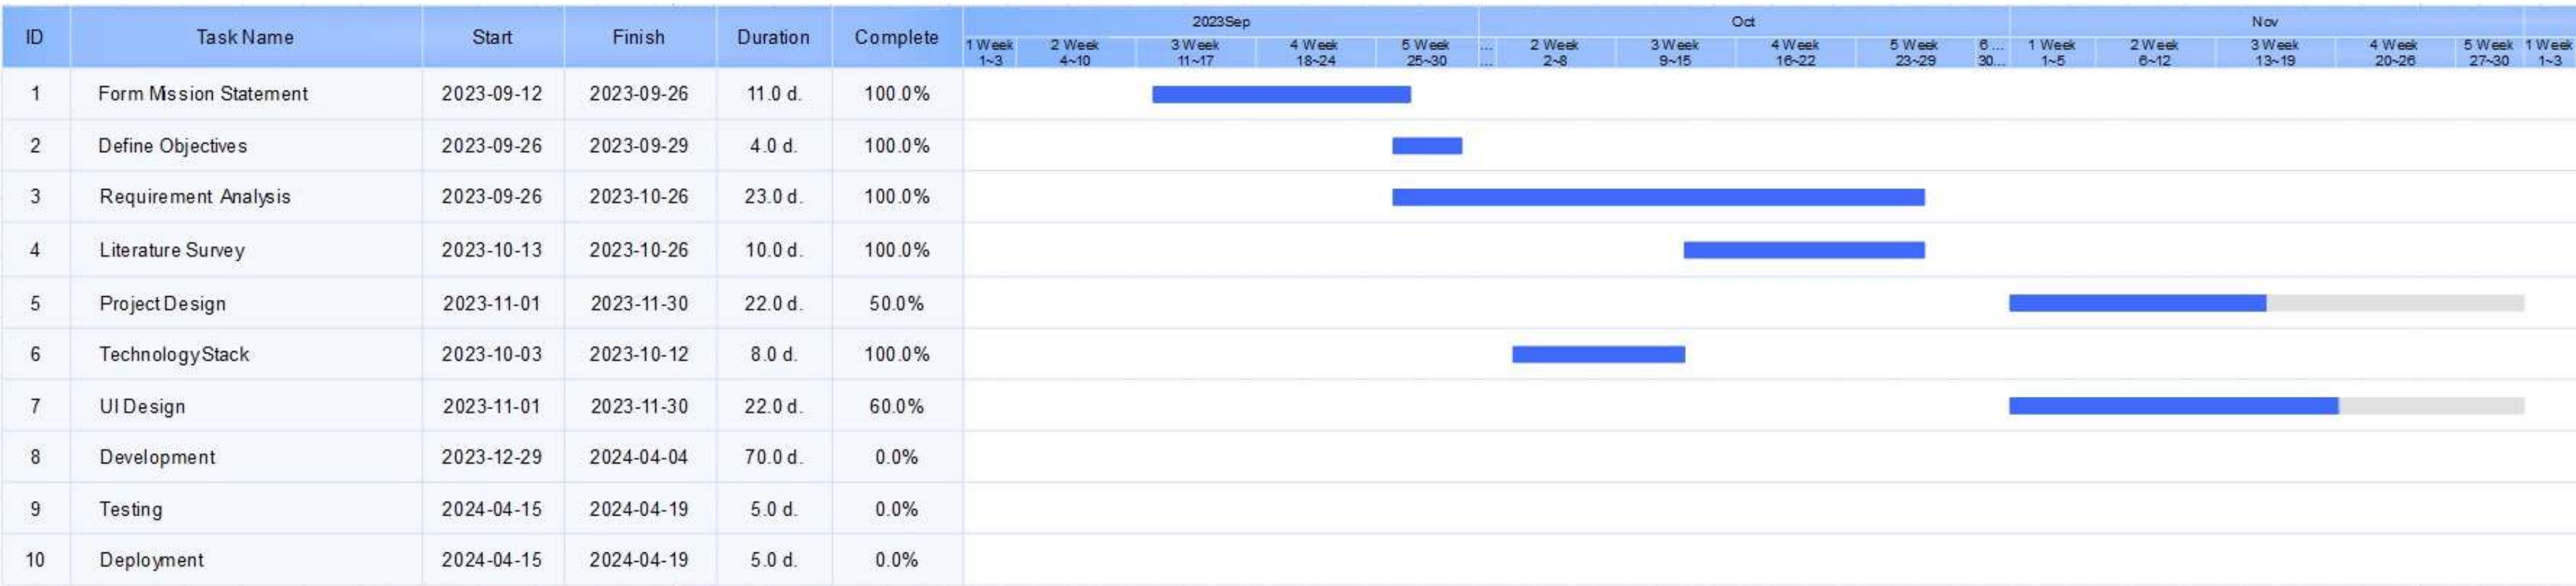 ID Task Name Start Finish Duration Complete 2023Sep Oct Nov
1 Week 2 Week 3 Week 4 Week 5 Week ... 2 Week 3 Week 4 Week 5 Week 6 ... 1 Week 2 Week 3 Week 4 Week 5 Week 1 Week
1~3 4~10 11~17 18~24 25~30 ... 2~8 9~15 16~22 23~29 30... 1~5 6~12 13~19 20~26 27~30 1~3
1 Form Mission Statement 2023-09-12 2023-09-26 11.0 d. 100.0%
2 Define Objectives 2023-09-26 2023-09-29 4.0 d. 100.0%
3 Requirement Analysis 2023-09-26 2023-10-26 23.0 d. 100.0%
4 Literature Survey 2023-10-13 2023-10-26 10.0 d. 100.0%
5 Project Design 2023-11-01 2023-11-30 22.0 d. 50.0%
6 Technology Stack 2023-10-03 2023-10-12 8.0 d. 100.0%
7 UI Design 2023-11-01 2023-11-30 22.0 d. 60.0%
8 Development 2023-12-29 2024-04-04 70.0 d. 0.0%
9 Testing 2024-04-15 2024-04-19 5.0 d. 0.0%
10 Deployment 2024-04-15 2024-04-19 5.0 d. 0.0%